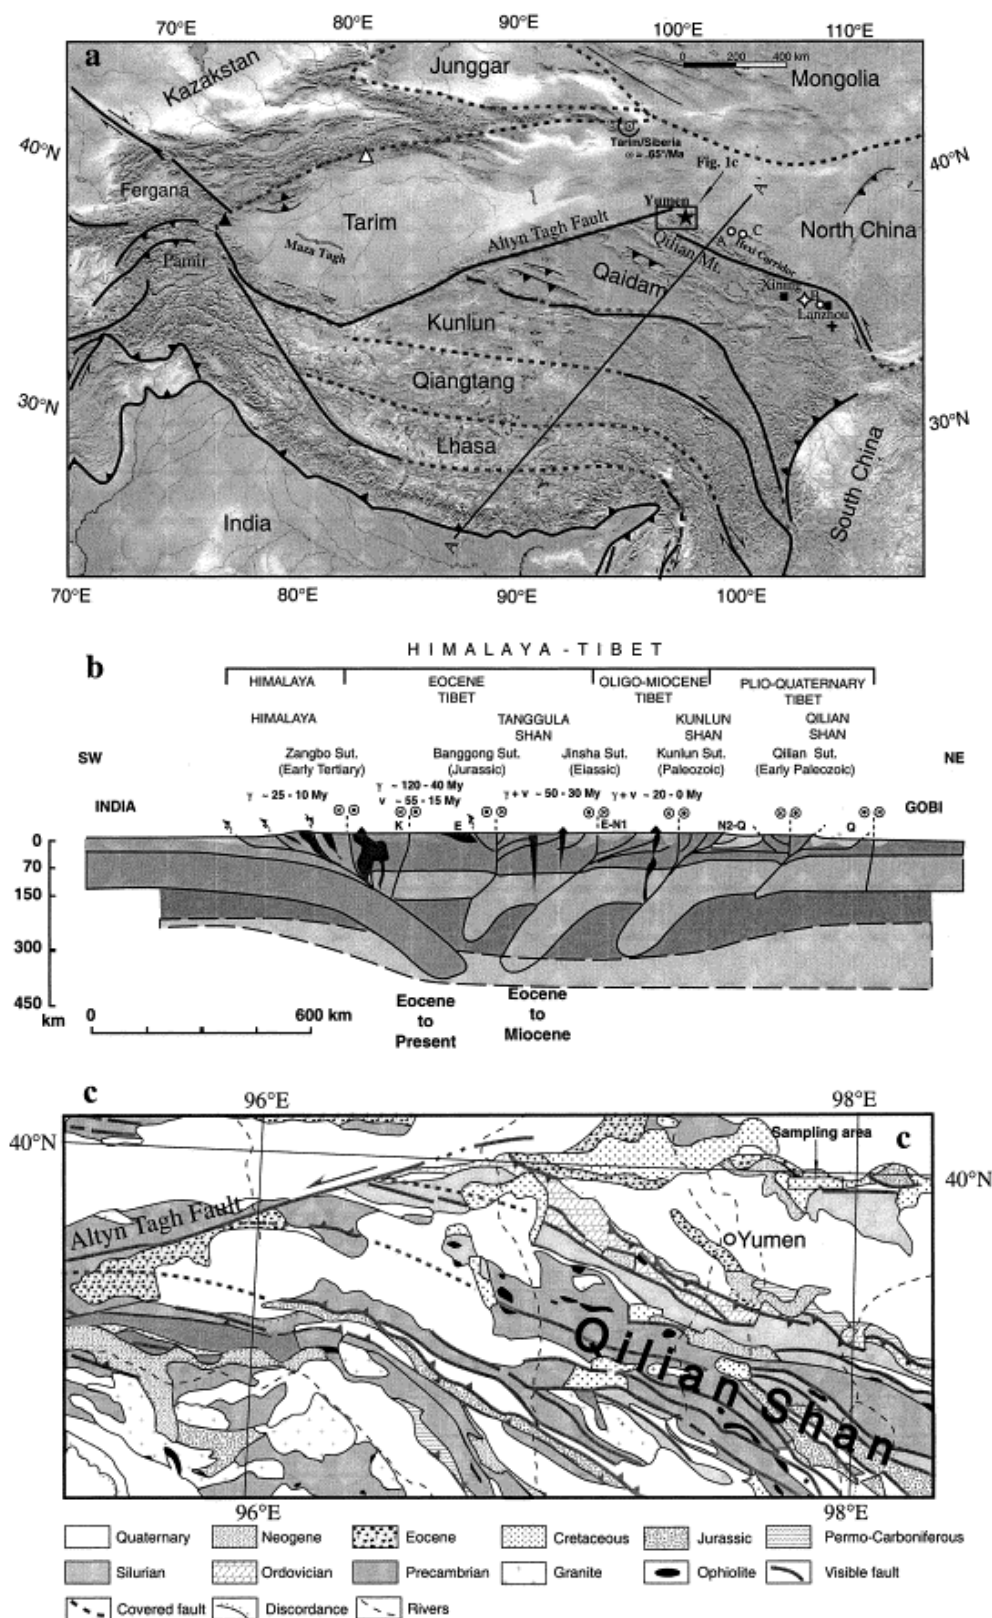 70°E 80°E 90°E 100°E 110°E
a
0 200 400 km
Kazakstan
Junggar
Mongolia
40°N
Tarim/Siberia
ω = .65°/Ma
40°N
Fig. 1c
A'
Fergana
Yumen
Tarim
Altyn Tagh Fault
C
North China
Maza Tagh
Qilian Mt.
Hexi Corridor
Pamir
Qaidam
Xining
B
Lanzhou
Kunlun
Qiangtang
30°N
30°N
Lhasa
South China
India
A
70°E 80°E 90°E 100°E
b
HIMALAYA-TIBET
HIMALAYA EOCENE TIBET OLIGO-MIOCENE TIBET PLIO-QUATERNARY TIBET
HIMALAYA TANGGULA SHAN KUNLUN SHAN QILIAN SHAN
SW Zangbo Sut. (Early Tertiary) Banggong Sut. (Jurassic) Jinsha Sut. (Eiassic) Kunlun Sut. (Paleozoic) Qilian Sut. (Early Paleozoic) NE
γ ~ 25 - 10 My
γ ~ 120 - 40 My
v ~ 55 - 15 My
γ + v ~ 50 - 30 My
γ + v ~ 20 - 0 My
INDIA GOBI
K E E-N1 N2-Q Q
0
70
150
300
450
km
0 600 km
Eocene to Present
Eocene to Miocene
c
96°E 98°E
40°N
Sampling area
c
40°N
Altyn Tagh Fault
Yumen
Qilian Shan
96°E 98°E
Quaternary Neogene Eocene Cretaceous Jurassic Permo-Carboniferous
Silurian Ordovician Precambrian Granite Ophiolite Visible fault
Covered fault Discordance Rivers